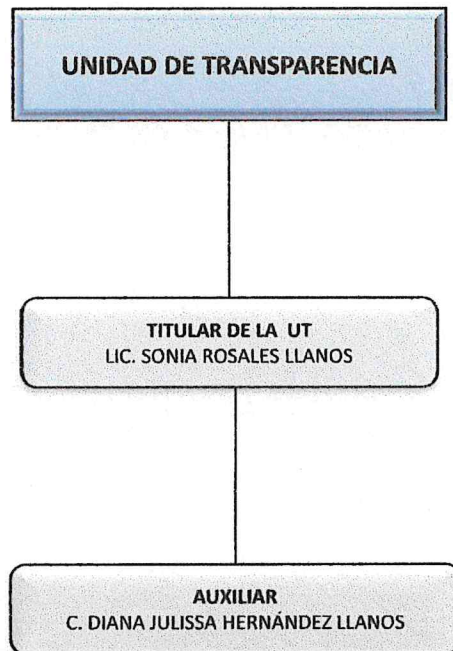 UNIDAD DE TRANSPARENCIA
TITULAR DE LA UT
LIC. SONIA ROSALES LLANOS
AUXILIAR
C. DIANA JULISSA HERNÁNDEZ LLANOS